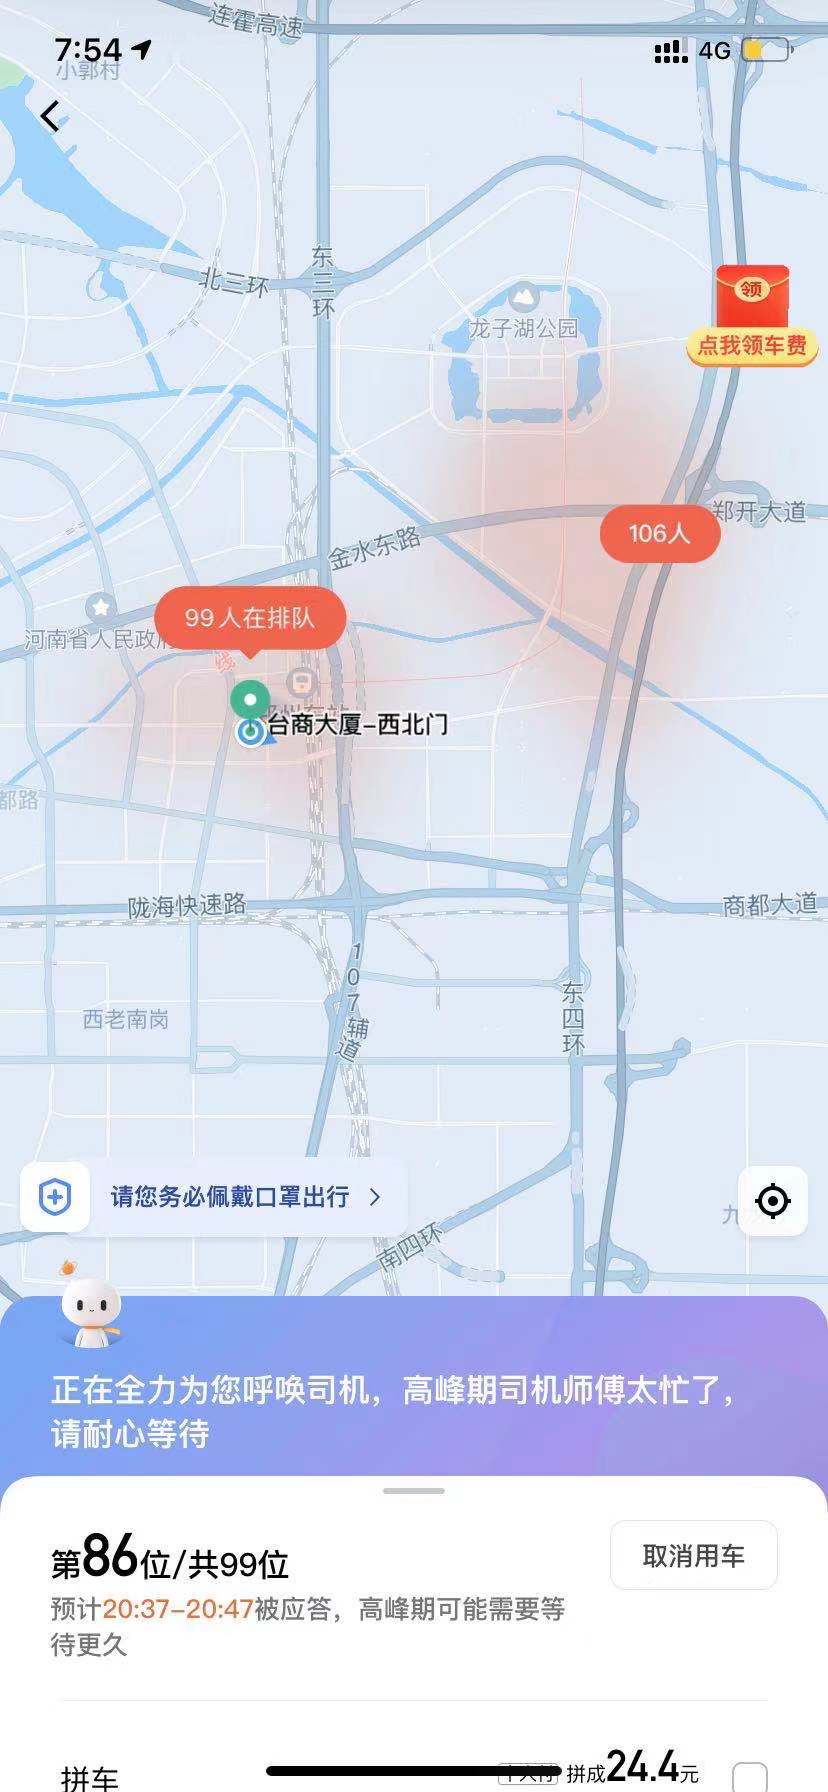 连霍高速
7:54
4G
小郭村
北三环
东三环
龙子湖公园
领
点我领车费
郑开大道
106人
金水东路
99人在排队
河南省人民政府
台商大厦-西北门
都路
陇海快速路
商都大道
107辅道
西老南岗
东四环
请您务必佩戴口罩出行
南四环
正在全力为您呼唤司机，高峰期司机师傅太忙了，
请耐心等待
第86位/共99位
取消用车
预计20:37-20:47被应答，高峰期可能需要等
待更久
拼车
拼成24.4元